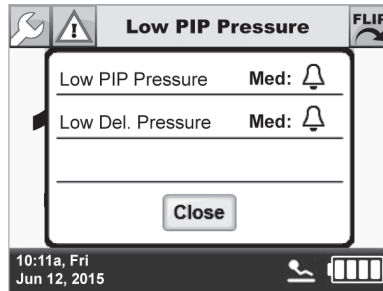 Low PIP Pressure
FLIP
Low PIP Pressure Med:
Low Del. Pressure Med:
Close
10:11a, Fri
Jun 12, 2015